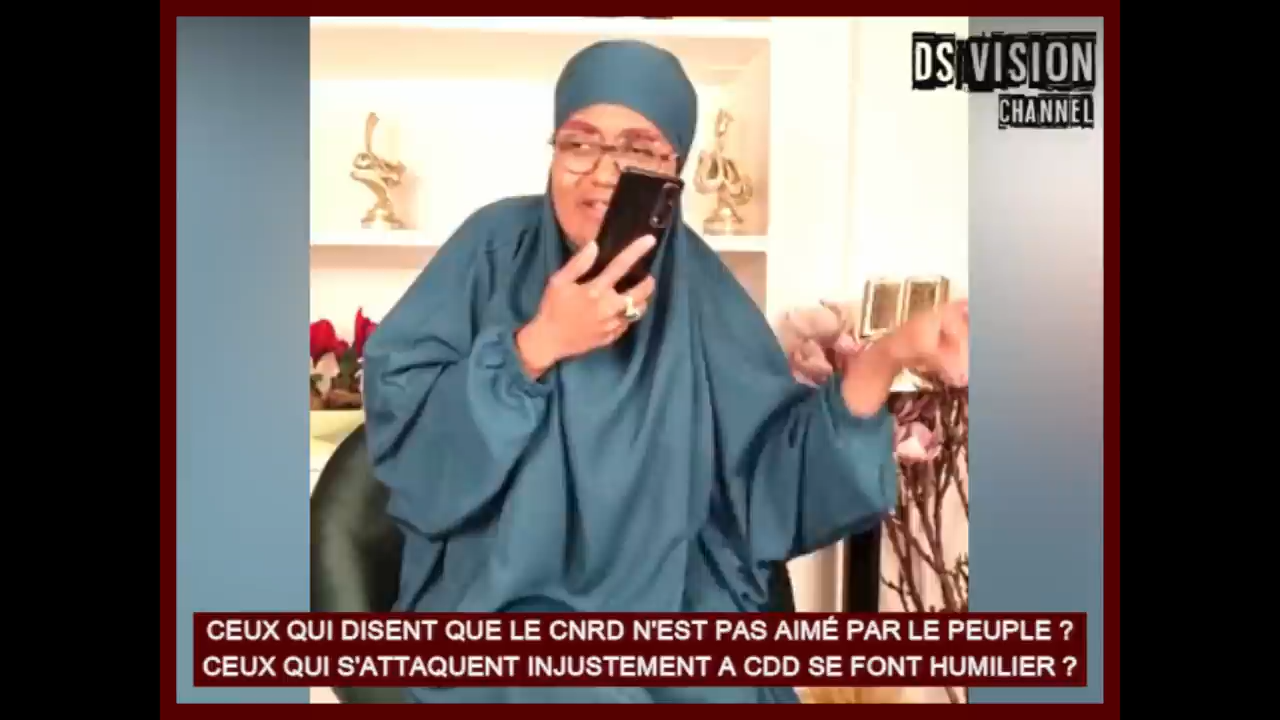 DS VISION
CHANNEL
CEUX QUI DISENT QUE LE CNRD N'EST PAS AIMÉ PAR LE PEUPLE ?
CEUX QUI S'ATTAQUENT INJUSTEMENT A CDD SE FONT HUMILIER ?